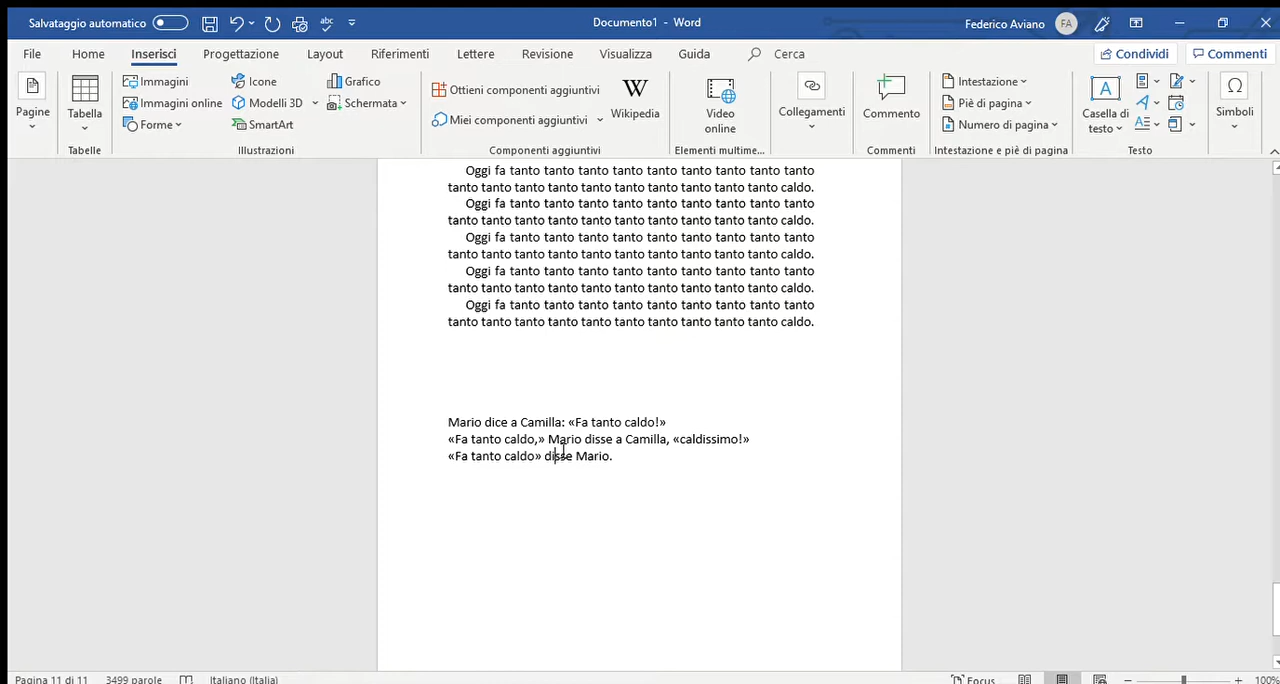 Salvataggio automatico
Documento1 - Word
Federico Aviano FA
File Home Inserisci Progettazione Layout Riferimenti Lettere Revisione Visualizza Guida Cerca
Condividi Commenti
Pagine
Tabella
Tabelle
Immagini
Immagini online
Forme
Icone
Modelli 3D
SmartArt
Grafico
Schermata
Illustrazioni
Ottieni componenti aggiuntivi
Miei componenti aggiuntivi
W
Wikipedia
Componenti aggiuntivi
Video
online
Elementi multime...
Collegamenti
Commento
Commenti
Intestazione
Piè di pagina
Numero di pagina
Intestazione e piè di pagina
Casella di
testo
Testo
Ω
Simboli
Oggi fa tanto tanto tanto tanto tanto tanto tanto tanto tanto
tanto tanto tanto tanto tanto tanto tanto tanto tanto tanto caldo.
Oggi fa tanto tanto tanto tanto tanto tanto tanto tanto tanto
tanto tanto tanto tanto tanto tanto tanto tanto tanto tanto caldo.
Oggi fa tanto tanto tanto tanto tanto tanto tanto tanto tanto
tanto tanto tanto tanto tanto tanto tanto tanto tanto tanto caldo.
Oggi fa tanto tanto tanto tanto tanto tanto tanto tanto tanto
tanto tanto tanto tanto tanto tanto tanto tanto tanto tanto caldo.
Oggi fa tanto tanto tanto tanto tanto tanto tanto tanto tanto
tanto tanto tanto tanto tanto tanto tanto tanto tanto tanto caldo.
Mario dice a Camilla: «Fa tanto caldo!»
«Fa tanto caldo,» Mario disse a Camilla, «caldissimo!»
«Fa tanto caldo» disse Mario.
Pagina 11 di 11 3499 parole Italiano (Italia) Focus 100%